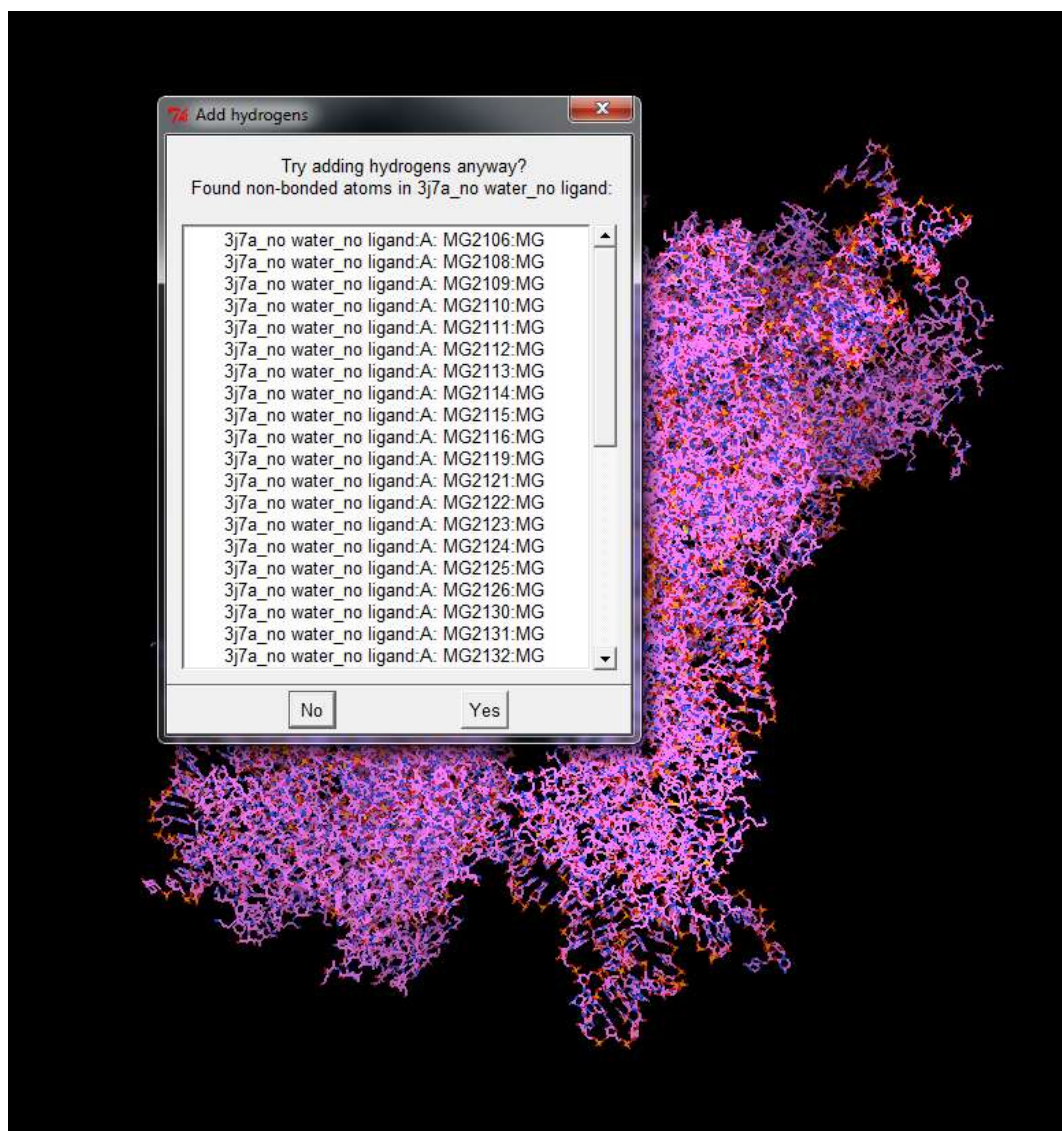 Add hydrogens
Try adding hydrogens anyway?
Found non-bonded atoms in 3j7a_no water_no ligand:
3j7a_no water_no ligand:A: MG2106:MG
3j7a_no water_no ligand:A: MG2108:MG
3j7a_no water_no ligand:A: MG2109:MG
3j7a_no water_no ligand:A: MG2110:MG
3j7a_no water_no ligand:A: MG2111:MG
3j7a_no water_no ligand:A: MG2112:MG
3j7a_no water_no ligand:A: MG2113:MG
3j7a_no water_no ligand:A: MG2114:MG
3j7a_no water_no ligand:A: MG2115:MG
3j7a_no water_no ligand:A: MG2116:MG
3j7a_no water_no ligand:A: MG2119:MG
3j7a_no water_no ligand:A: MG2121:MG
3j7a_no water_no ligand:A: MG2122:MG
3j7a_no water_no ligand:A: MG2123:MG
3j7a_no water_no ligand:A: MG2124:MG
3j7a_no water_no ligand:A: MG2125:MG
3j7a_no water_no ligand:A: MG2126:MG
3j7a_no water_no ligand:A: MG2130:MG
3j7a_no water_no ligand:A: MG2131:MG
3j7a_no water_no ligand:A: MG2132:MG
No Yes